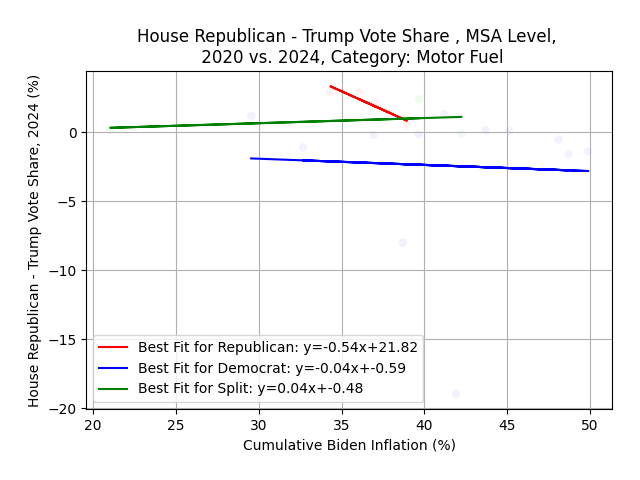 House Republican - Trump Vote Share , MSA Level,
2020 vs. 2024, Category: Motor Fuel
House Republican - Trump Vote Share, 2024 (%)
0
−5
−10
−15
−20
Best Fit for Republican: y=-0.54x+21.82
Best Fit for Democrat: y=-0.04x+-0.59
Best Fit for Split: y=0.04x+-0.48
20 25 30 35 40 45 50
Cumulative Biden Inflation (%)